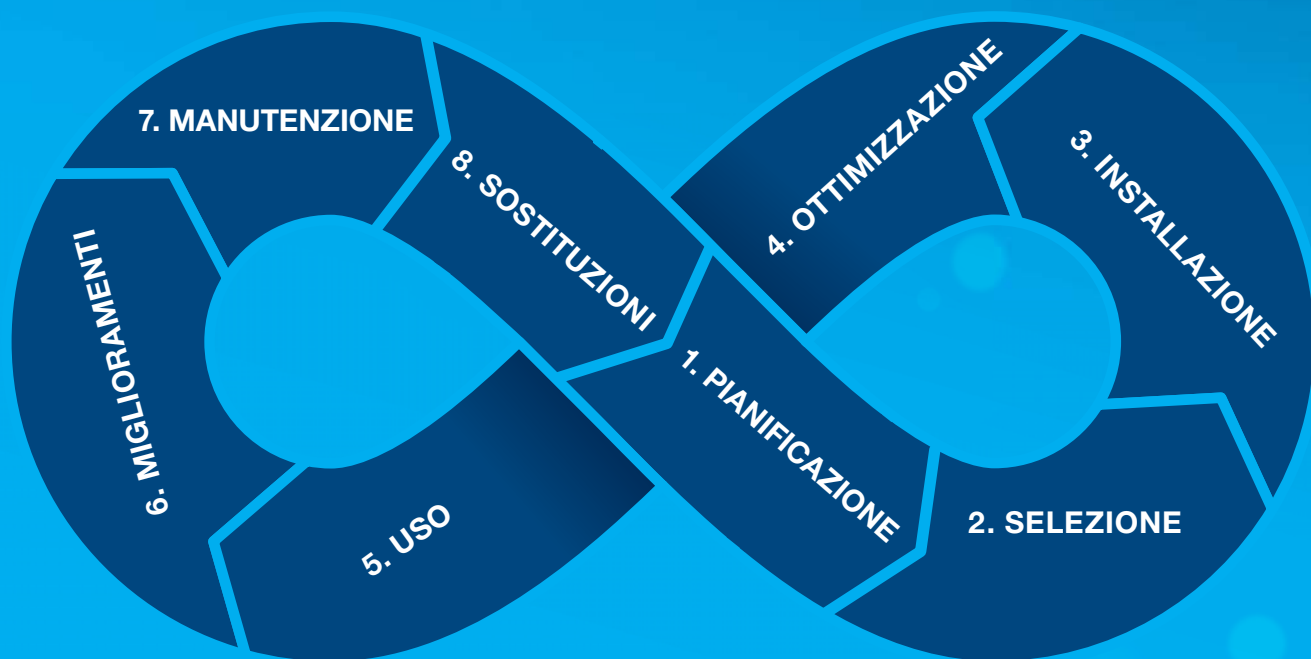 1. PIANIFICAZIONE
2. SELEZIONE
3. INSTALLAZIONE
4. OTTIMIZZAZIONE
5. USO
6. MIGLIORAMENTI
7. MANUTENZIONE
8. SOSTITUZIONI